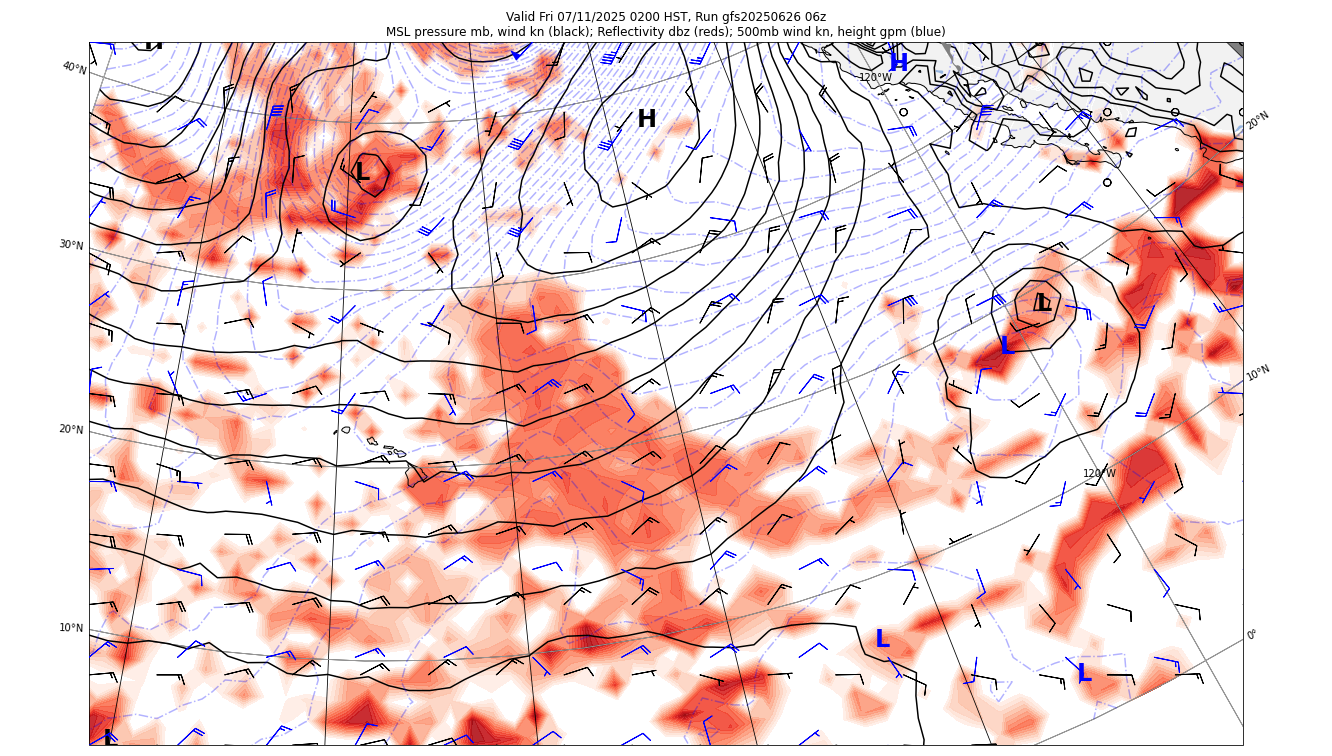 Valid Fri 07/11/2025 0200 HST, Run gfs20250626 06z
MSL pressure mb, wind kn (black); Reflectivity dbz (reds); 500mb wind kn, height gpm (blue)
H
H
40°N
120°W
H
20°N
L
30°N
L
L
10°N
20°N
120°W
10°N
L
0°
L
L